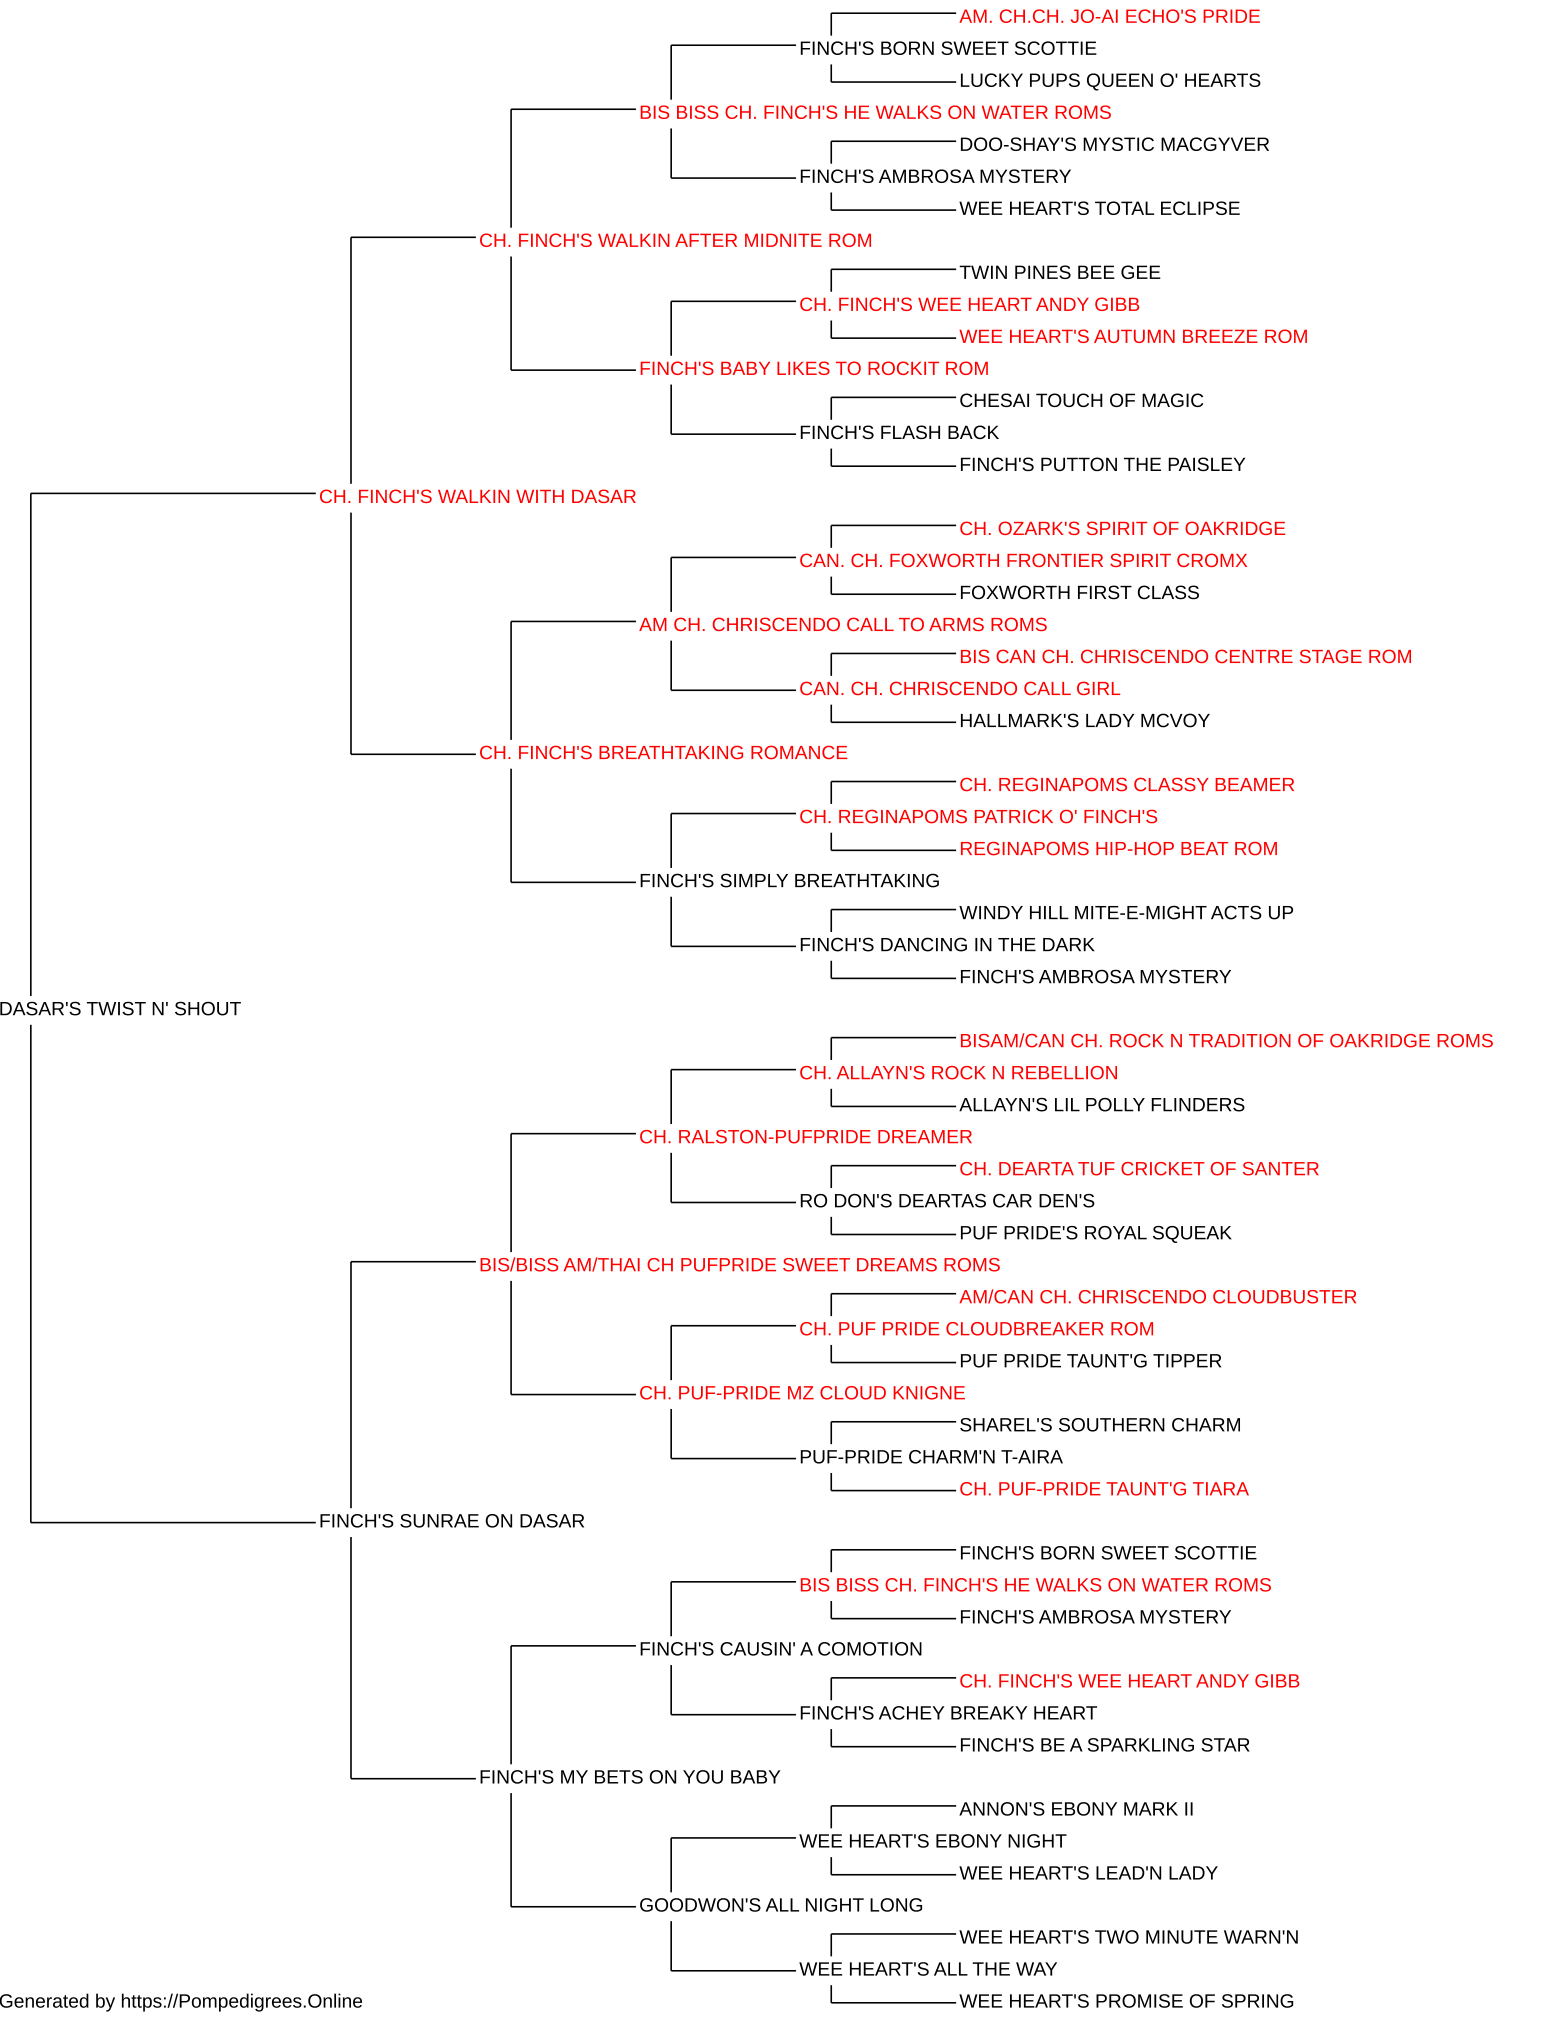 AM. CH.CH. JO-AI ECHO'S PRIDE
FINCH'S BORN SWEET SCOTTIE
LUCKY PUPS QUEEN O' HEARTS
BIS BISS CH. FINCH'S HE WALKS ON WATER ROMS
DOO-SHAY'S MYSTIC MACGYVER
FINCH'S AMBROSA MYSTERY
WEE HEART'S TOTAL ECLIPSE
CH. FINCH'S WALKIN AFTER MIDNITE ROM
TWIN PINES BEE GEE
CH. FINCH'S WEE HEART ANDY GIBB
WEE HEART'S AUTUMN BREEZE ROM
FINCH'S BABY LIKES TO ROCKIT ROM
CHESAI TOUCH OF MAGIC
FINCH'S FLASH BACK
FINCH'S PUTTON THE PAISLEY
CH. FINCH'S WALKIN WITH DASAR
CH. OZARK'S SPIRIT OF OAKRIDGE
CAN. CH. FOXWORTH FRONTIER SPIRIT CROMX
FOXWORTH FIRST CLASS
AM CH. CHRISCENDO CALL TO ARMS ROMS
BIS CAN CH. CHRISCENDO CENTRE STAGE ROM
CAN. CH. CHRISCENDO CALL GIRL
HALLMARK'S LADY MCVOY
CH. FINCH'S BREATHTAKING ROMANCE
CH. REGINAPOMS CLASSY BEAMER
CH. REGINAPOMS PATRICK O' FINCH'S
REGINAPOMS HIP-HOP BEAT ROM
FINCH'S SIMPLY BREATHTAKING
WINDY HILL MITE-E-MIGHT ACTS UP
FINCH'S DANCING IN THE DARK
FINCH'S AMBROSA MYSTERY
DASAR'S TWIST N' SHOUT
BISAM/CAN CH. ROCK N TRADITION OF OAKRIDGE ROMS
CH. ALLAYN'S ROCK N REBELLION
ALLAYN'S LIL POLLY FLINDERS
CH. RALSTON-PUFPRIDE DREAMER
CH. DEARTA TUF CRICKET OF SANTER
RO DON'S DEARTAS CAR DEN'S
PUF PRIDE'S ROYAL SQUEAK
BIS/BISS AM/THAI CH PUFPRIDE SWEET DREAMS ROMS
AM/CAN CH. CHRISCENDO CLOUDBUSTER
CH. PUF PRIDE CLOUDBREAKER ROM
PUF PRIDE TAUNT'G TIPPER
CH. PUF-PRIDE MZ CLOUD KNIGNE
SHAREL'S SOUTHERN CHARM
PUF-PRIDE CHARM'N T-AIRA
CH. PUF-PRIDE TAUNT'G TIARA
FINCH'S SUNRAE ON DASAR
FINCH'S BORN SWEET SCOTTIE
BIS BISS CH. FINCH'S HE WALKS ON WATER ROMS
FINCH'S AMBROSA MYSTERY
FINCH'S CAUSIN' A COMOTION
CH. FINCH'S WEE HEART ANDY GIBB
FINCH'S ACHEY BREAKY HEART
FINCH'S BE A SPARKLING STAR
FINCH'S MY BETS ON YOU BABY
ANNON'S EBONY MARK II
WEE HEART'S EBONY NIGHT
WEE HEART'S LEAD'N LADY
GOODWON'S ALL NIGHT LONG
WEE HEART'S TWO MINUTE WARN'N
WEE HEART'S ALL THE WAY
WEE HEART'S PROMISE OF SPRING
Generated by https://Pompedigrees.Online